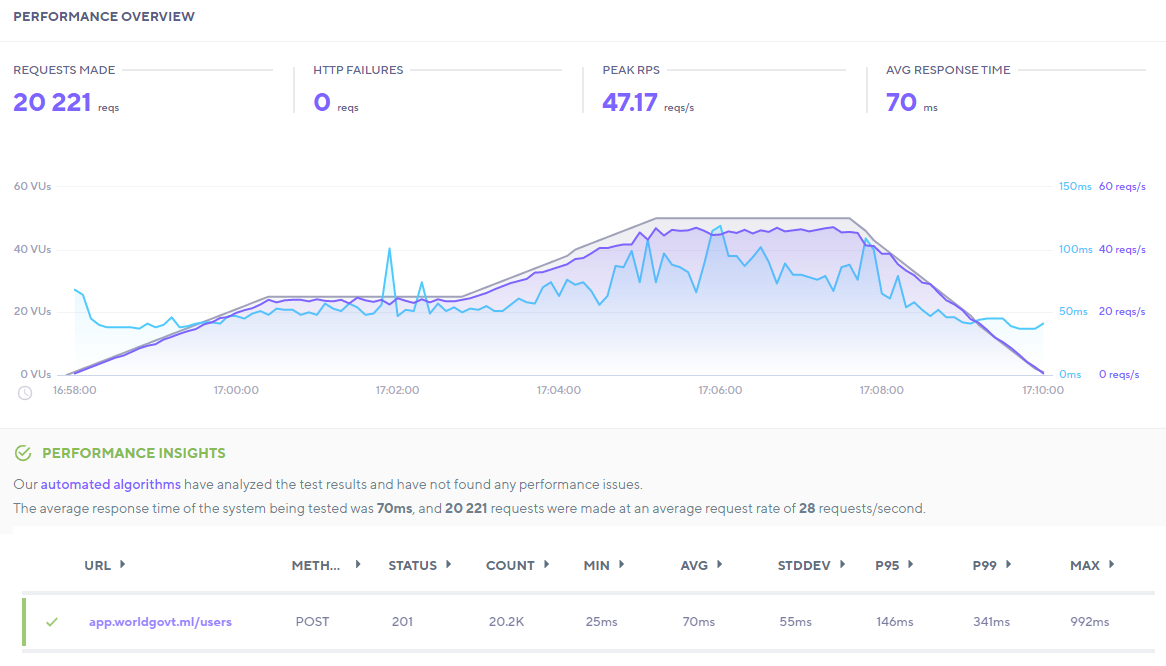 PERFORMANCE OVERVIEW
REQUESTS MADE
20 221 reqs
HTTP FAILURES
0 reqs
PEAK RPS
47.17 reqs/s
AVG RESPONSE TIME
70 ms
60 VUs
40 VUs
20 VUs
0 VUs
150ms 60 reqs/s
100ms 40 reqs/s
50ms 20 reqs/s
0ms 0 reqs/s
16:58:00 17:00:00 17:02:00 17:04:00 17:06:00 17:08:00 17:10:00
PERFORMANCE INSIGHTS
Our automated algorithms have analyzed the test results and have not found any performance issues.
The average response time of the system being tested was 70ms, and 20 221 requests were made at an average request rate of 28 requests/second.
URL METH... STATUS COUNT MIN AVG STDDEV P95 P99 MAX
app.worldgovt.ml/users POST 201 20.2K 25ms 70ms 55ms 146ms 341ms 992ms